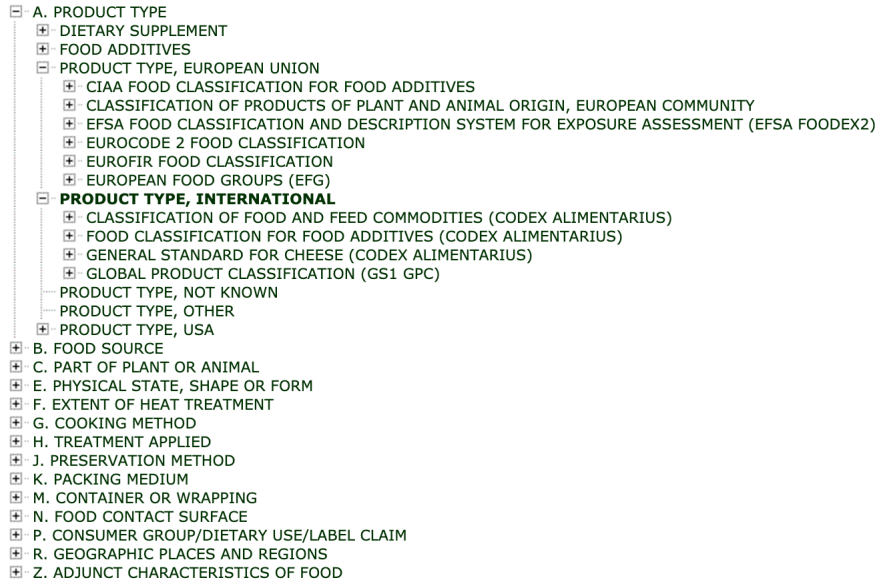 A. PRODUCT TYPE
DIETARY SUPPLEMENT
FOOD ADDITIVES
PRODUCT TYPE, EUROPEAN UNION
CIAA FOOD CLASSIFICATION FOR FOOD ADDITIVES
CLASSIFICATION OF PRODUCTS OF PLANT AND ANIMAL ORIGIN, EUROPEAN COMMUNITY
EFSA FOOD CLASSIFICATION AND DESCRIPTION SYSTEM FOR EXPOSURE ASSESSMENT (EFSA FOODEX2)
EUROCODE 2 FOOD CLASSIFICATION
EUROFIR FOOD CLASSIFICATION
EUROPEAN FOOD GROUPS (EFG)
PRODUCT TYPE, INTERNATIONAL
CLASSIFICATION OF FOOD AND FEED COMMODITIES (CODEX ALIMENTARIUS)
FOOD CLASSIFICATION FOR FOOD ADDITIVES (CODEX ALIMENTARIUS)
GENERAL STANDARD FOR CHEESE (CODEX ALIMENTARIUS)
GLOBAL PRODUCT CLASSIFICATION (GS1 GPC)
PRODUCT TYPE, NOT KNOWN
PRODUCT TYPE, OTHER
PRODUCT TYPE, USA
B. FOOD SOURCE
C. PART OF PLANT OR ANIMAL
E. PHYSICAL STATE, SHAPE OR FORM
F. EXTENT OF HEAT TREATMENT
G. COOKING METHOD
H. TREATMENT APPLIED
J. PRESERVATION METHOD
K. PACKING MEDIUM
M. CONTAINER OR WRAPPING
N. FOOD CONTACT SURFACE
P. CONSUMER GROUP/DIETARY USE/LABEL CLAIM
R. GEOGRAPHIC PLACES AND REGIONS
Z. ADJUNCT CHARACTERISTICS OF FOOD